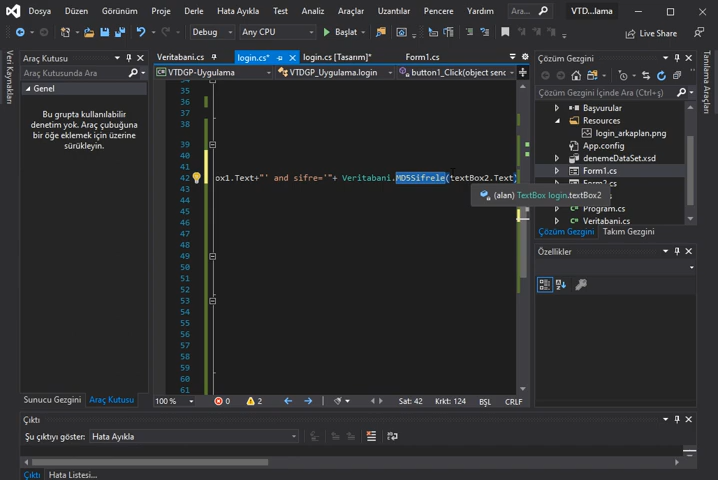 Dosya Düzen Görünüm Git Proje Derle Ara... VTD...lama
Hata Ayıkla Test Analiz Araçlar
Uzantılar Pencere Yardım
Debug Any CPU Başlat Live Share
Veri Kaynakları
Araç Kutusu
Araç Kutusunda Ara
Genel
Bu grupta kullanılabilir
denetim yok. Araç çubuğuna
bir öğe eklemek için üzerine
sürükleyin.
Sunucu Gezgini Araç Kutusu
Veritabani.cs login.cs* login.cs [Tasarım]* Form1.cs
VTDGP-Uygulama VTDGP_Uygulama.login button1_Click(object senc
34
35
36
37
38
39
40
41
42 ox1.Text+"' and sifre='"+ Veritabani.MD5Sifrele(textBox2.Text)
(alan) TextBox login.textBox2
43
44
45
46
47
48
49
50
51
52
53
54
55
56
57
58
59
60
61
100 % 0 2 Sat: 42 Krkt: 124 BŞL CRLF
Çözüm Gezgini
Çözüm Gezgini Ara (Ctrl+ş)
Başvurular
Resources
login_arkaplan.png
App.config
denemeDataSet.xsd
Form1.cs
Form2.cs
Program.cs
Veritabani.cs
Çözüm Gezgini Takım Gezgini
Özellikler
Tanılama Araçları
Çıktı
Şu çıktıyı göster: Hata Ayıkla
Çıktı Hata Listesi...